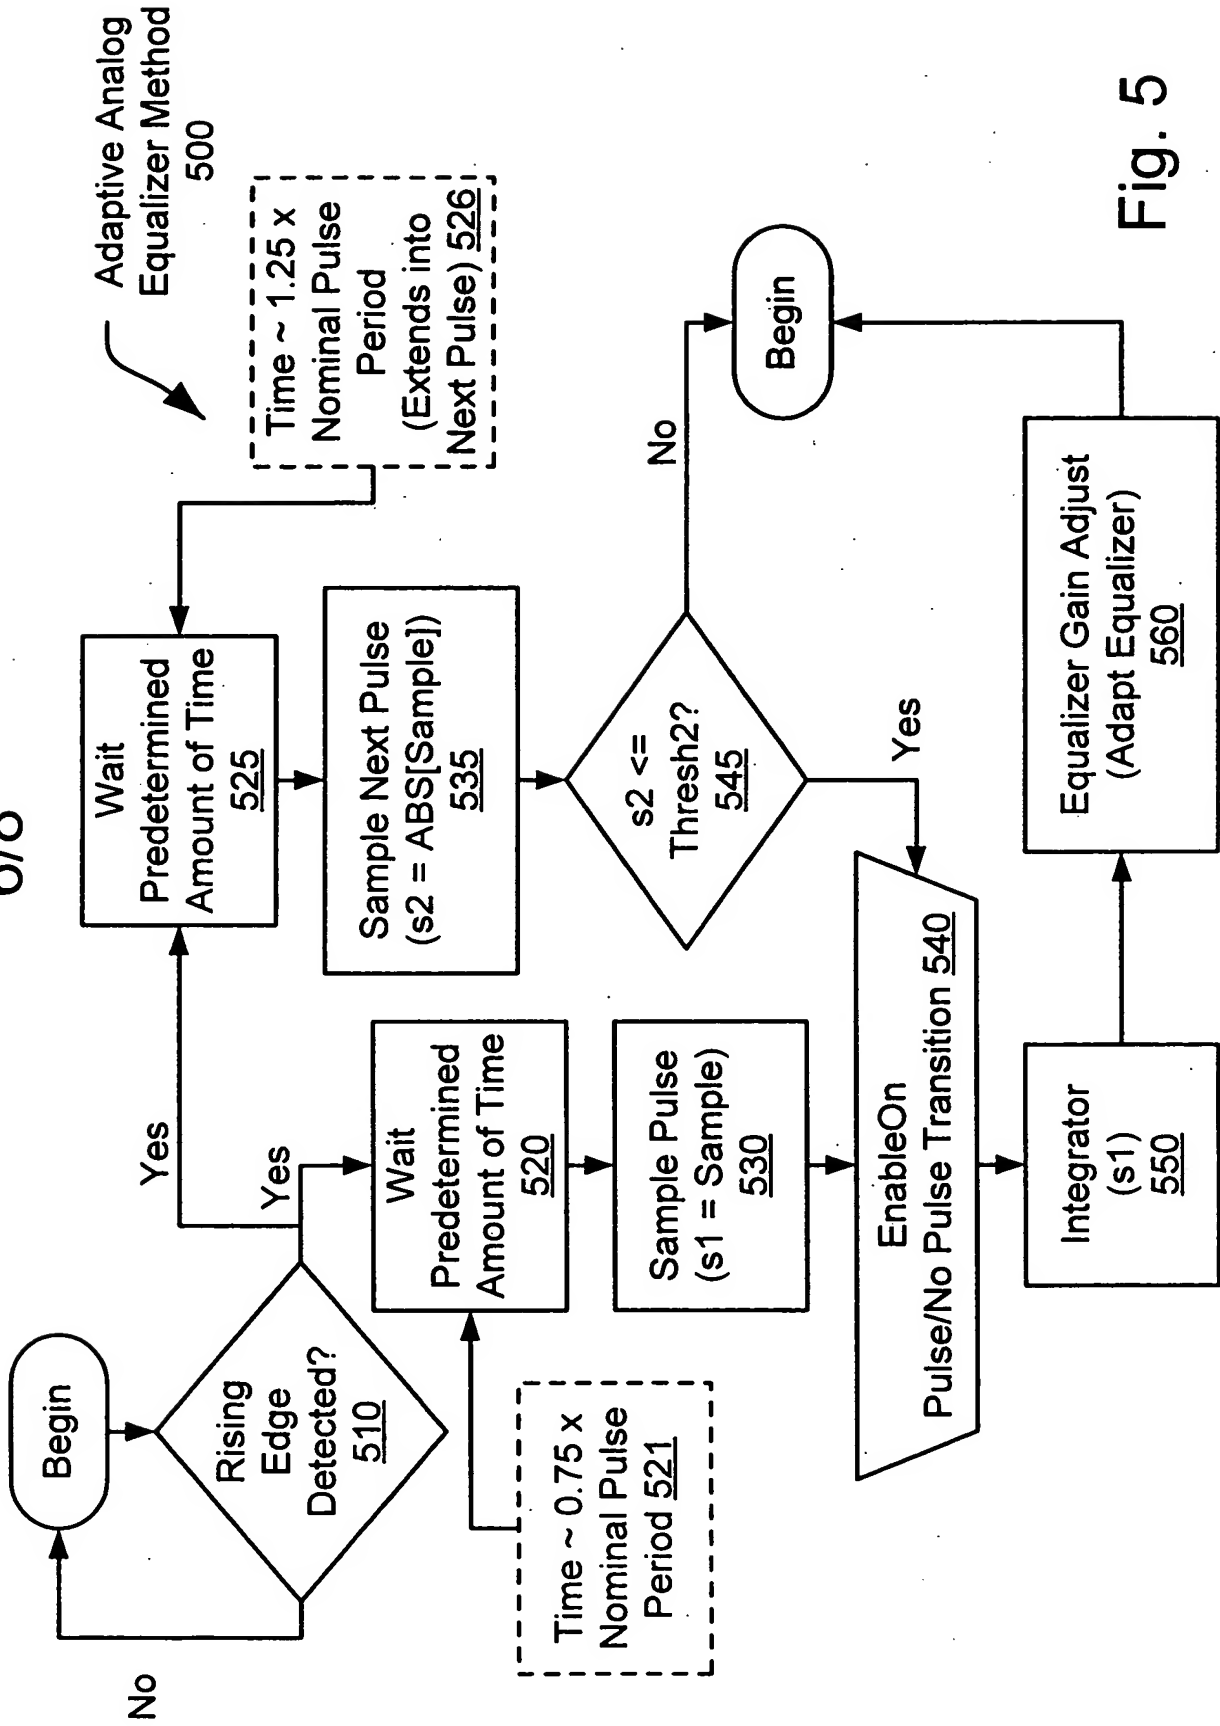 Adaptive Analog
Equalizer Method
500
Begin
Rising
Edge
Detected?
510
No
Yes
Yes
Wait
Predetermined
Amount of Time
525
Time ~ 1.25 x
Nominal Pulse
Period
(Extends into
Next Pulse) 526
Wait
Predetermined
Amount of Time
520
Time ~ 0.75 x
Nominal Pulse
Period 521
Sample Next Pulse
(s2 = ABS[Sample])
535
Sample Pulse
(s1 = Sample)
530
s2 <=
Thresh2?
545
No
Yes
Begin
EnableOn
Pulse/No Pulse Transition 540
Integrator
(s1)
550
Equalizer Gain Adjust
(Adapt Equalizer)
560
Fig. 5